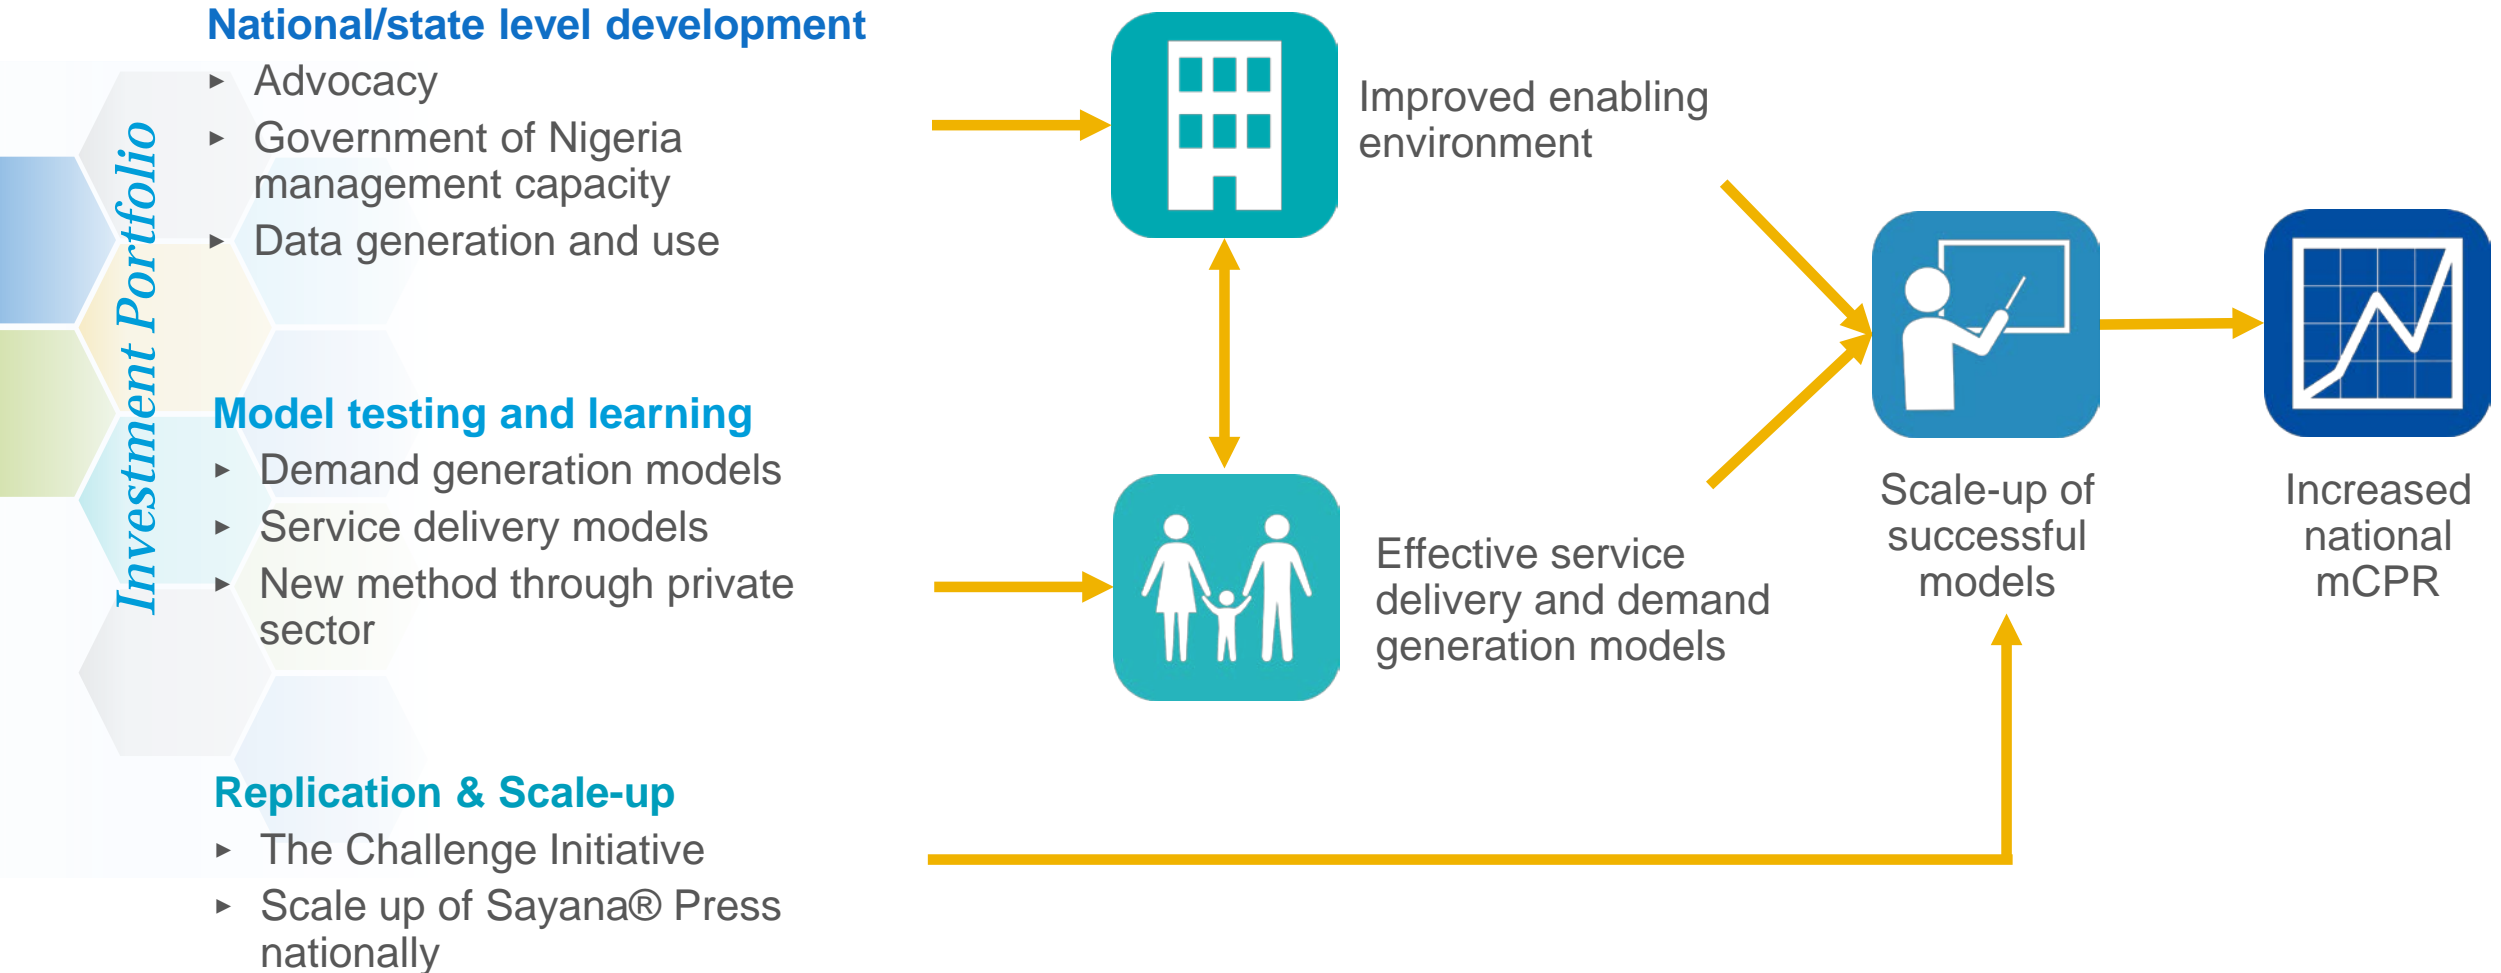 National/state level development
► Advocacy
► Government of Nigeria
management capacity
► Data generation and use
Investment Portfolio
Model testing and learning
► Demand generation models
► Service delivery models
► New method through private
sector
Replication & Scale-up
► The Challenge Initiative
► Scale up of Sayana® Press
nationally
Improved enabling
environment
Effective service
delivery and demand
generation models
Scale-up of
successful
models
Increased
national
mCPR